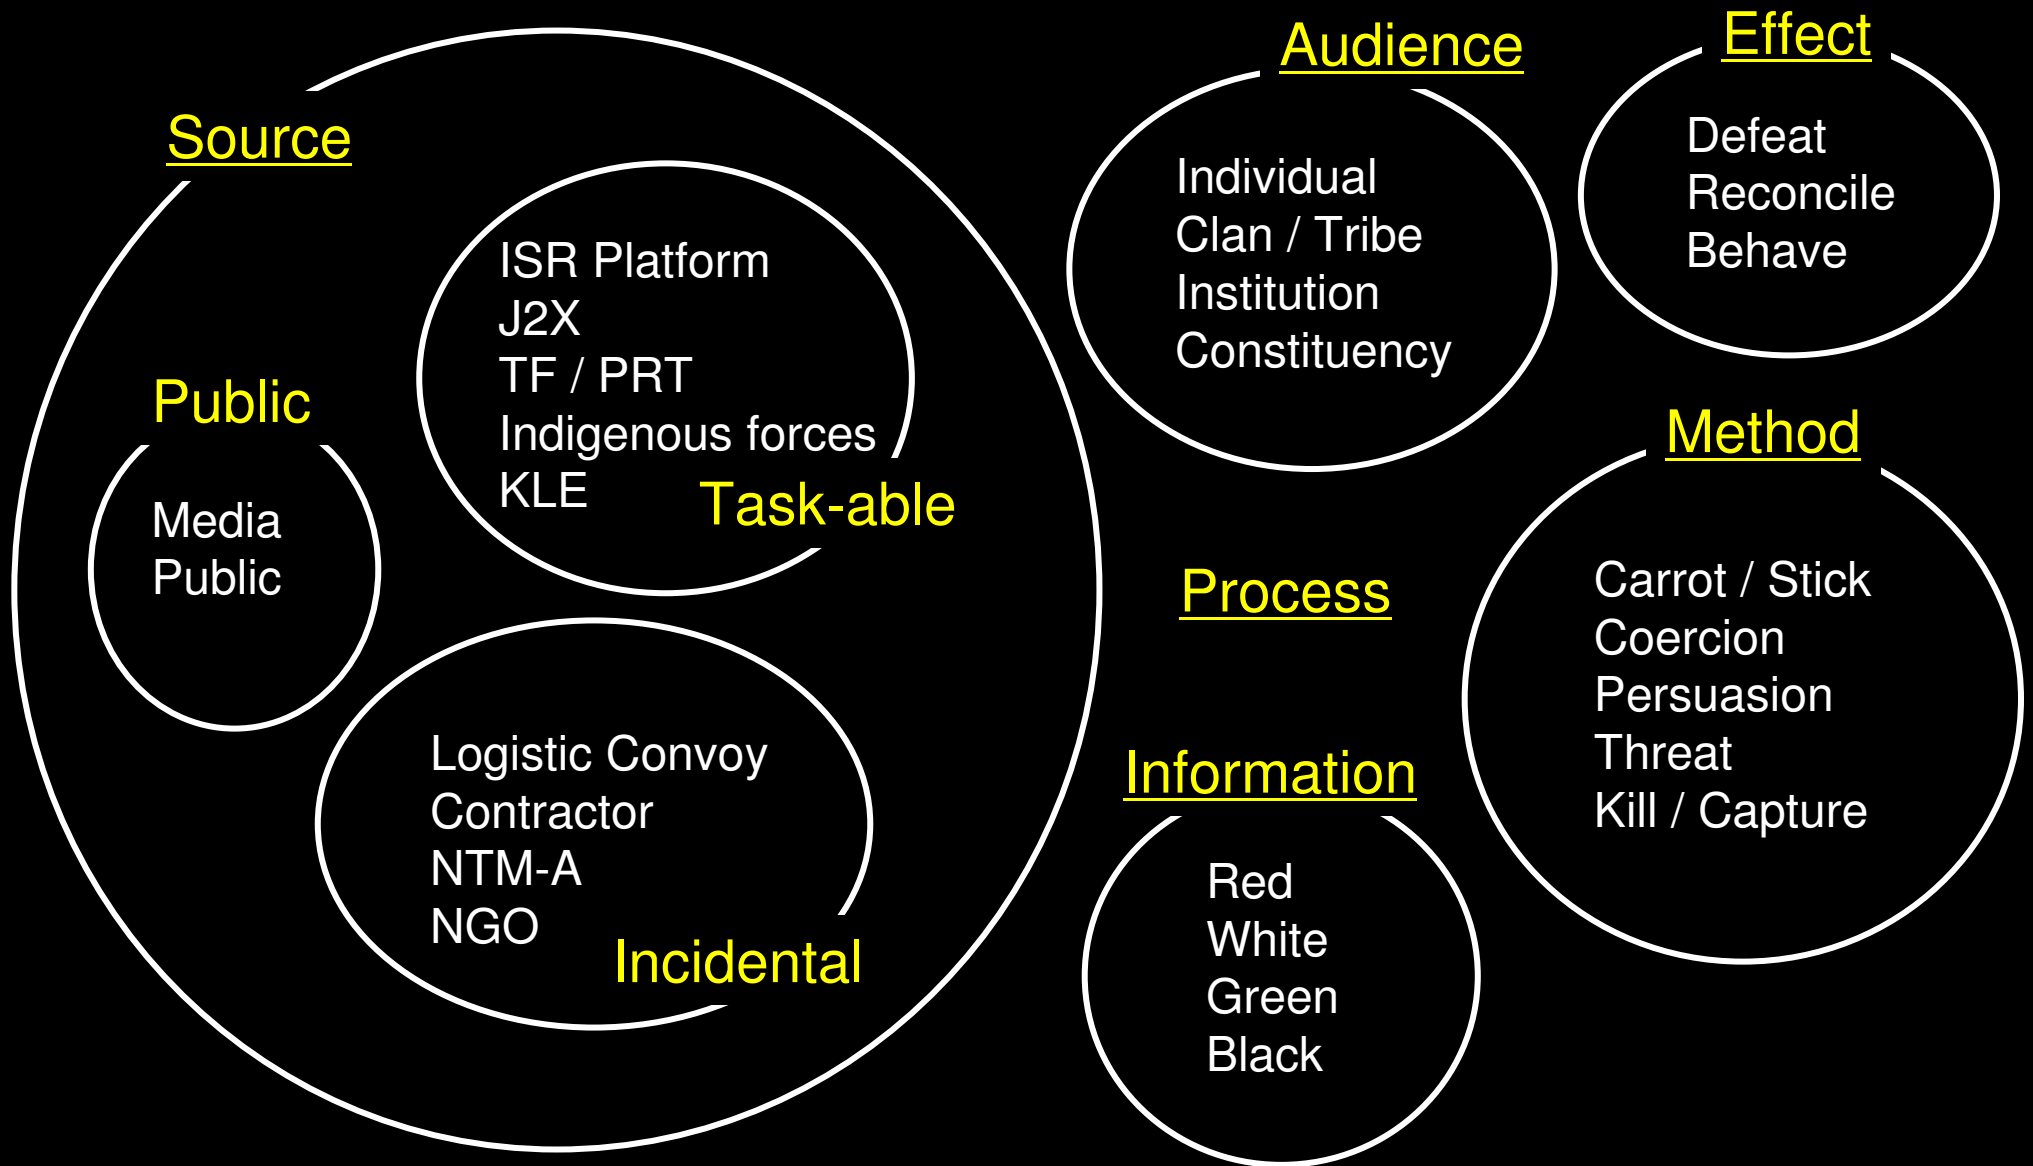 Source
ISR Platform
J2X
TF / PRT
Indigenous forces
KLE
Task-able
Public
Media
Public
Logistic Convoy
Contractor
NTM-A
NGO
Incidental
Audience
Individual
Clan / Tribe
Institution
Constituency
Effect
Defeat
Reconcile
Behave
Process
Method
Carrot / Stick
Coercion
Persuasion
Threat
Kill / Capture
Information
Red
White
Green
Black